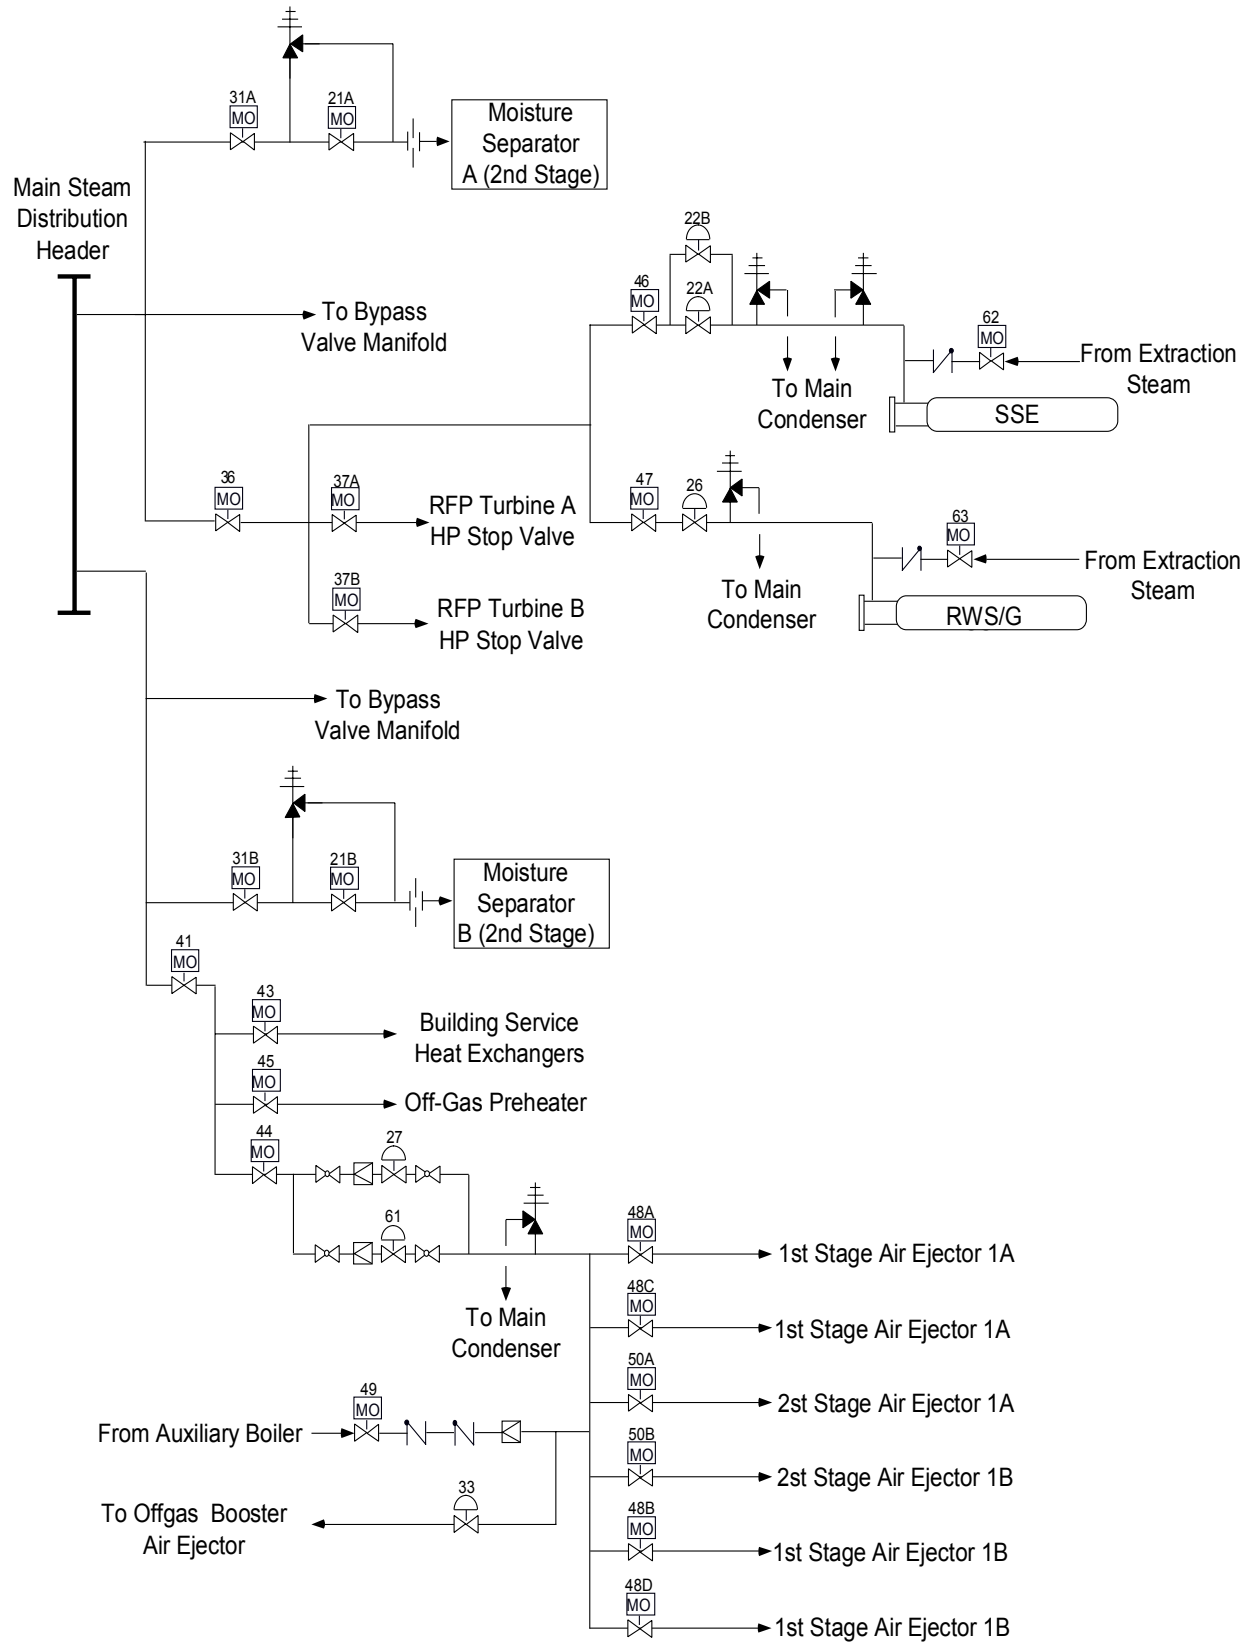 31A
MO
21A
MO
Moisture
Separator
A (2nd Stage)
Main Steam
Distribution
Header
To Bypass
Valve Manifold
22B
46
MO
22A
62
MO
From Extraction
Steam
To Main
Condenser
SSE
36
MO
37A
MO
RFP Turbine A
HP Stop Valve
47
MO
26
63
MO
From Extraction
Steam
37B
MO
RFP Turbine B
HP Stop Valve
To Main
Condenser
RWS/G
To Bypass
Valve Manifold
31B
MO
21B
MO
Moisture
Separator
B (2nd Stage)
41
MO
43
MO
Building Service
Heat Exchangers
45
MO
Off-Gas Preheater
44
MO
27
61
To Main
Condenser
48A
MO
1st Stage Air Ejector 1A
48C
MO
1st Stage Air Ejector 1A
50A
MO
2st Stage Air Ejector 1A
49
MO
From Auxiliary Boiler
50B
MO
2st Stage Air Ejector 1B
33
To Offgas Booster
Air Ejector
48B
MO
1st Stage Air Ejector 1B
48D
MO
1st Stage Air Ejector 1B